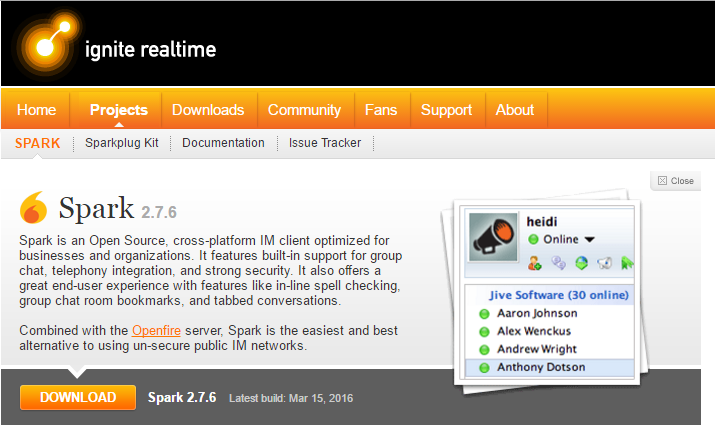 ignite realtime
Home Projects Downloads Community Fans Support About
SPARK Sparkplug Kit Documentation Issue Tracker
Close
Spark 2.7.6
Spark is an Open Source, cross-platform IM client optimized for
businesses and organizations. It features built-in support for group
chat, telephony integration, and strong security. It also offers a
great end-user experience with features like in-line spell checking,
group chat room bookmarks, and tabbed conversations.
Combined with the Openfire server, Spark is the easiest and best
alternative to using un-secure public IM networks.
heidi
Online
Jive Software (30 online)
Aaron Johnson
Alex Wenckus
Andrew Wright
Anthony Dotson
DOWNLOAD Spark 2.7.6 Latest build: Mar 15, 2016